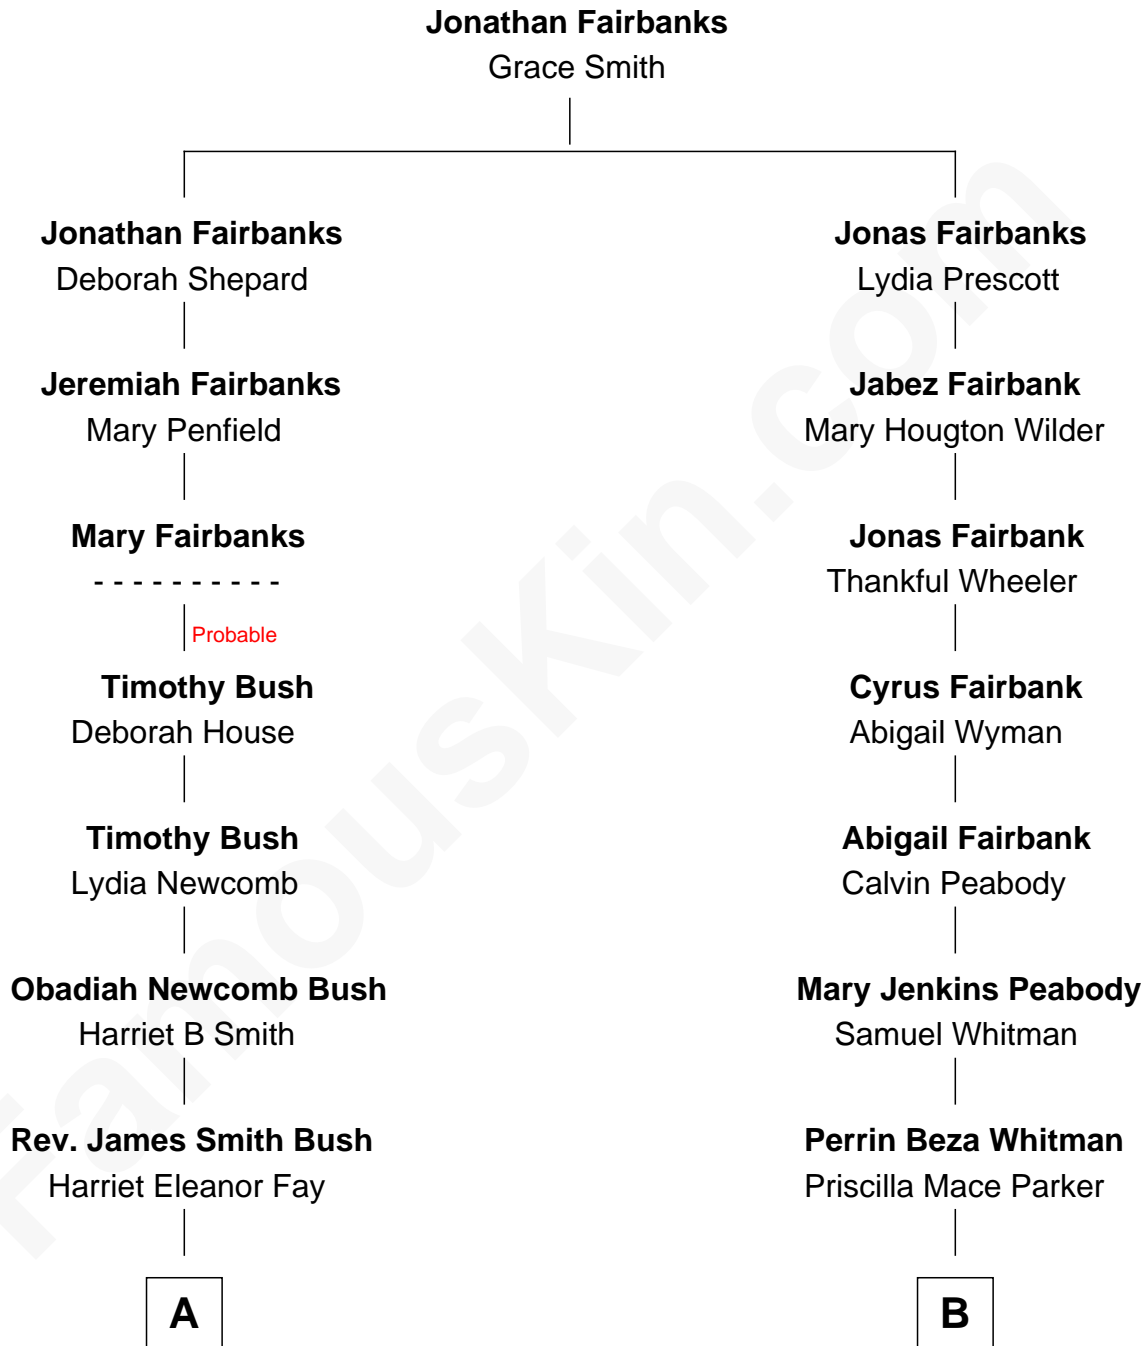 Jonathan Fairbanks
Grace Smith
Jonathan Fairbanks
Deborah Shepard
Jeremiah Fairbanks
Mary Penfield
Mary Fairbanks
- - - - - - - - - -
Probable
Timothy Bush
Deborah House
Timothy Bush
Lydia Newcomb
Obadiah Newcomb Bush
Harriet B Smith
Rev. James Smith Bush
Harriet Eleanor Fay
A
Jonas Fairbanks
Lydia Prescott
Jabez Fairbank
Mary Hougton Wilder
Jonas Fairbank
Thankful Wheeler
Cyrus Fairbank
Abigail Wyman
Abigail Fairbank
Calvin Peabody
Mary Jenkins Peabody
Samuel Whitman
Perrin Beza Whitman
Priscilla Mace Parker
B
FamousKin.com